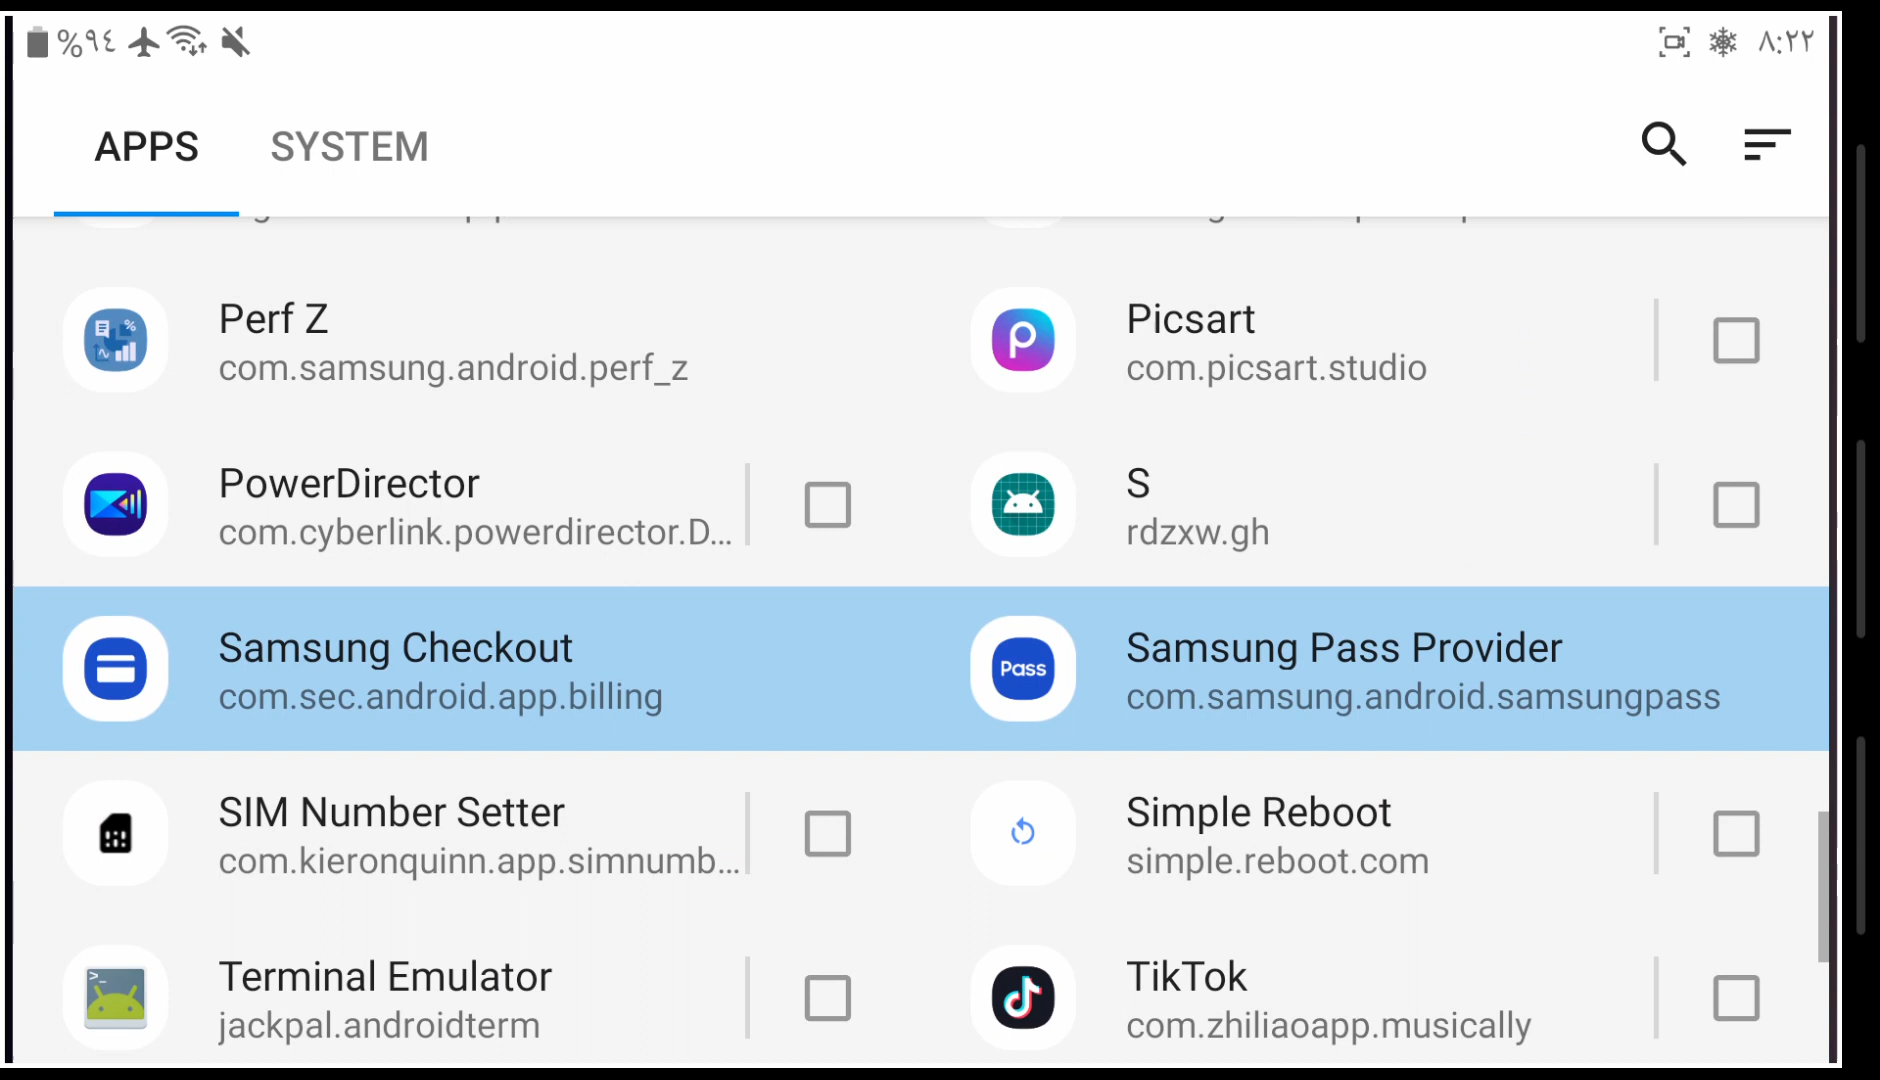 %٩٤
٨:٢٢
APPS SYSTEM
Perf Z
com.samsung.android.perf_z
Picsart
com.picsart.studio
PowerDirector
com.cyberlink.powerdirector.D...
S
rdzxw.gh
Samsung Checkout
com.sec.android.app.billing
Pass
Samsung Pass Provider
com.samsung.android.samsungpass
SIM Number Setter
com.kieronquinn.app.simnumb...
Simple Reboot
simple.reboot.com
Terminal Emulator
jackpal.androidterm
TikTok
com.zhiliaoapp.musically